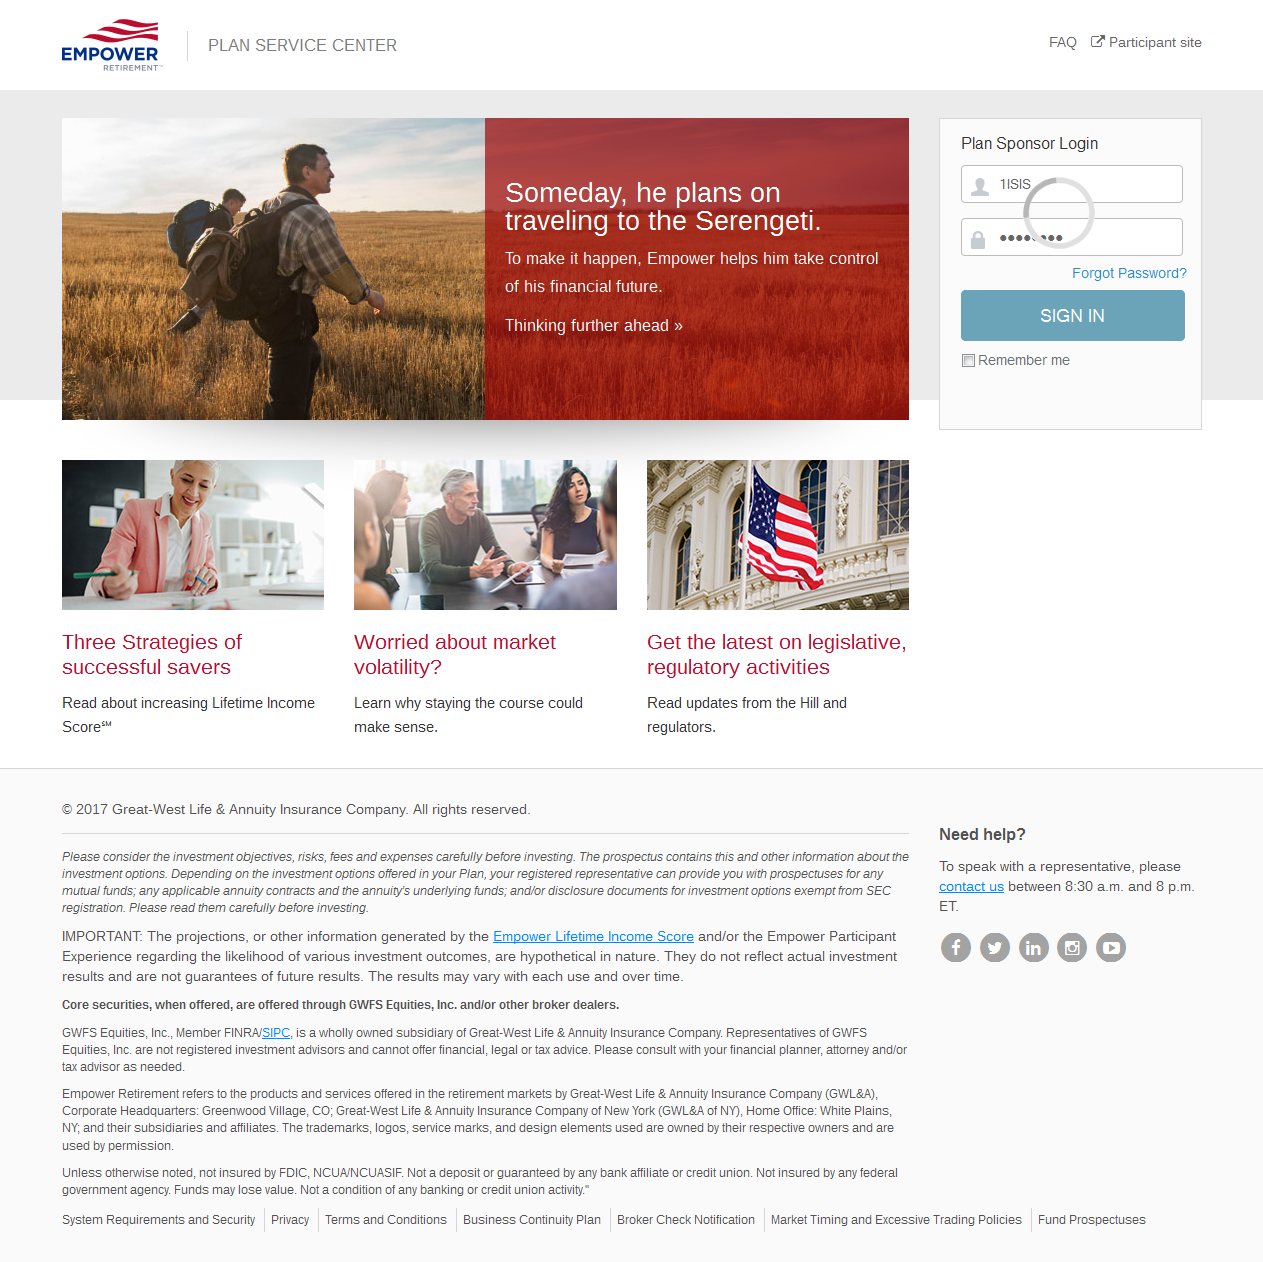 EMPOWER
RETIREMENT™
PLAN SERVICE CENTER
FAQ
Participant site
Someday, he plans on
traveling to the Serengeti.
To make it happen, Empower helps him take control
of his financial future.
Thinking further ahead »
Plan Sponsor Login
1ISIS
Forgot Password?
SIGN IN
Remember me
Three Strategies of
successful savers
Read about increasing Lifetime Income
Score℠
Worried about market
volatility?
Learn why staying the course could
make sense.
Get the latest on legislative,
regulatory activities
Read updates from the Hill and
regulators.
© 2017 Great-West Life & Annuity Insurance Company. All rights reserved.
Please consider the investment objectives, risks, fees and expenses carefully before investing. The prospectus contains this and other information about the
investment options. Depending on the investment options offered in your Plan, your registered representative can provide you with prospectuses for any
mutual funds; any applicable annuity contracts and the annuity's underlying funds; and/or disclosure documents for investment options exempt from SEC
registration. Please read them carefully before investing.
IMPORTANT: The projections, or other information generated by the Empower Lifetime Income Score and/or the Empower Participant
Experience regarding the likelihood of various investment outcomes, are hypothetical in nature. They do not reflect actual investment
results and are not guarantees of future results. The results may vary with each use and over time.
Core securities, when offered, are offered through GWFS Equities, Inc. and/or other broker dealers.
GWFS Equities, Inc., Member FINRA/SIPC, is a wholly owned subsidiary of Great-West Life & Annuity Insurance Company. Representatives of GWFS
Equities, Inc. are not registered investment advisors and cannot offer financial, legal or tax advice. Please consult with your financial planner, attorney and/or
tax advisor as needed.
Empower Retirement refers to the products and services offered in the retirement markets by Great-West Life & Annuity Insurance Company (GWL&A),
Corporate Headquarters: Greenwood Village, CO; Great-West Life & Annuity Insurance Company of New York (GWL&A of NY), Home Office: White Plains,
NY; and their subsidiaries and affiliates. The trademarks, logos, service marks, and design elements used are owned by their respective owners and are
used by permission.
Unless otherwise noted, not insured by FDIC, NCUA/NCUASIF. Not a deposit or guaranteed by any bank affiliate or credit union. Not insured by any federal
government agency. Funds may lose value. Not a condition of any banking or credit union activity."
Need help?
To speak with a representative, please
contact us between 8:30 a.m. and 8 p.m.
ET.
System Requirements and Security
Privacy
Terms and Conditions
Business Continuity Plan
Broker Check Notification
Market Timing and Excessive Trading Policies
Fund Prospectuses